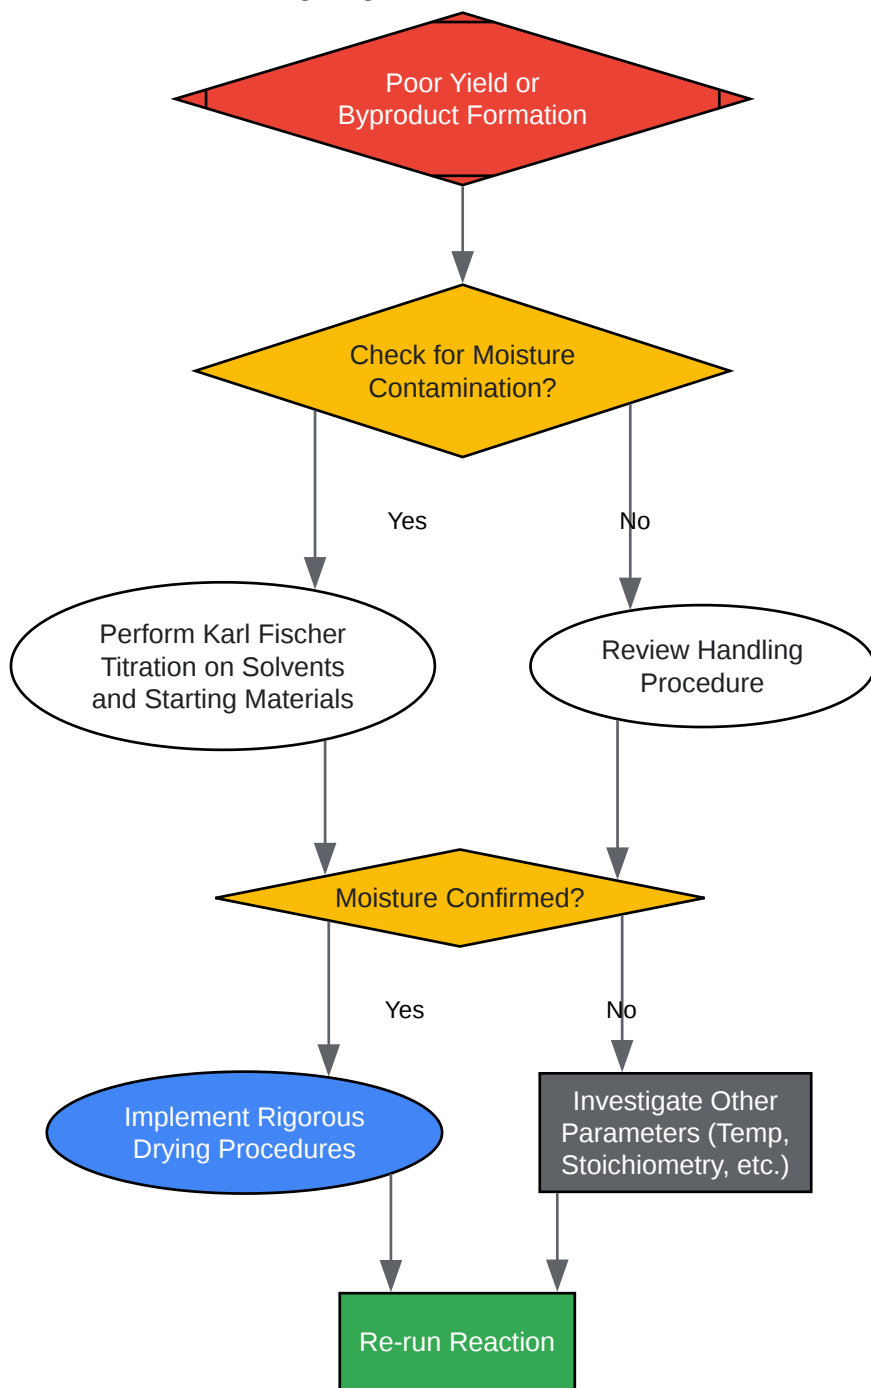 Poor Yield or
Byproduct Formation
Check for Moisture
Contamination?
Yes
No
Perform Karl Fischer
Titration on Solvents
and Starting Materials
Review Handling
Procedure
Moisture Confirmed?
Yes
No
Implement Rigorous
Drying Procedures
Investigate Other
Parameters (Temp,
Stoichiometry, etc.)
Re-run Reaction